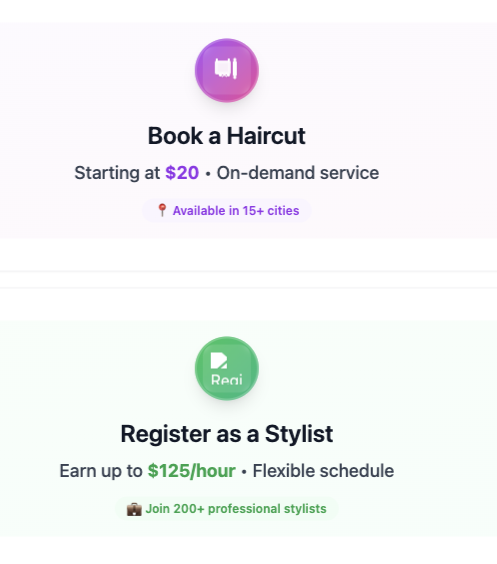 Book a Haircut
Starting at $20 • On-demand service
📍 Available in 15+ cities
Regi
Register as a Stylist
Earn up to $125/hour • Flexible schedule
💼 Join 200+ professional stylists